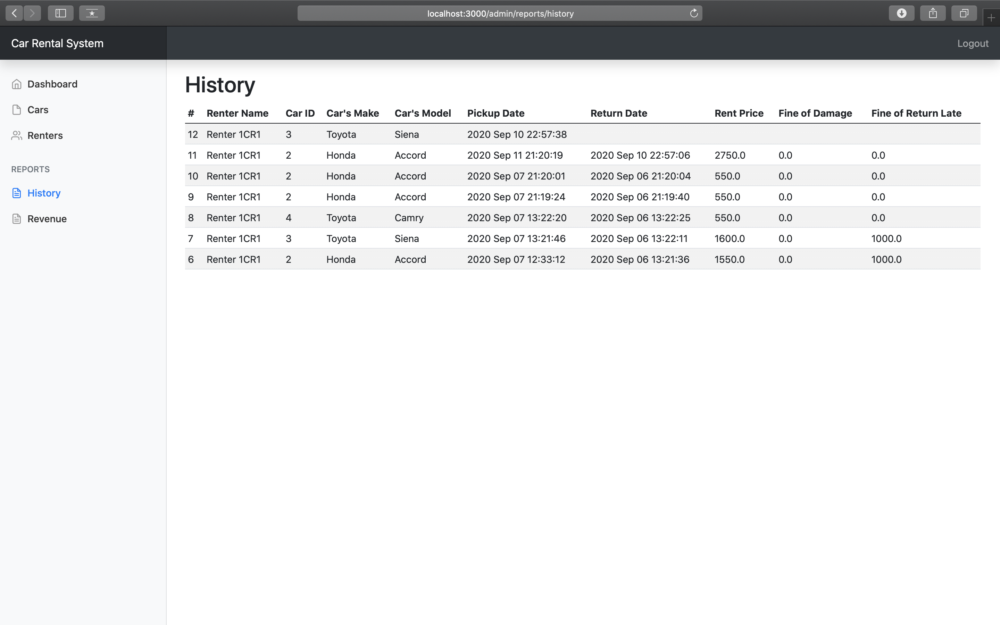 localhost:3000/admin/reports/history
Car Rental System
Logout
Dashboard
Cars
Renters
REPORTS
History
Revenue
History
# Renter Name Car ID Car's Make Car's Model Pickup Date Return Date Rent Price Fine of Damage Fine of Return Late
12 Renter 1CR1 3 Toyota Siena 2020 Sep 10 22:57:38
11 Renter 1CR1 2 Honda Accord 2020 Sep 11 21:20:19 2020 Sep 10 22:57:06 2750.0 0.0 0.0
10 Renter 1CR1 2 Honda Accord 2020 Sep 07 21:20:01 2020 Sep 06 21:20:04 550.0 0.0 0.0
9 Renter 1CR1 2 Honda Accord 2020 Sep 07 21:19:24 2020 Sep 06 21:19:40 550.0 0.0 0.0
8 Renter 1CR1 4 Toyota Camry 2020 Sep 07 13:22:20 2020 Sep 06 13:22:25 550.0 0.0 0.0
7 Renter 1CR1 3 Toyota Siena 2020 Sep 07 13:21:46 2020 Sep 06 13:22:11 1600.0 0.0 1000.0
6 Renter 1CR1 2 Honda Accord 2020 Sep 07 12:33:12 2020 Sep 06 13:21:36 1550.0 0.0 1000.0